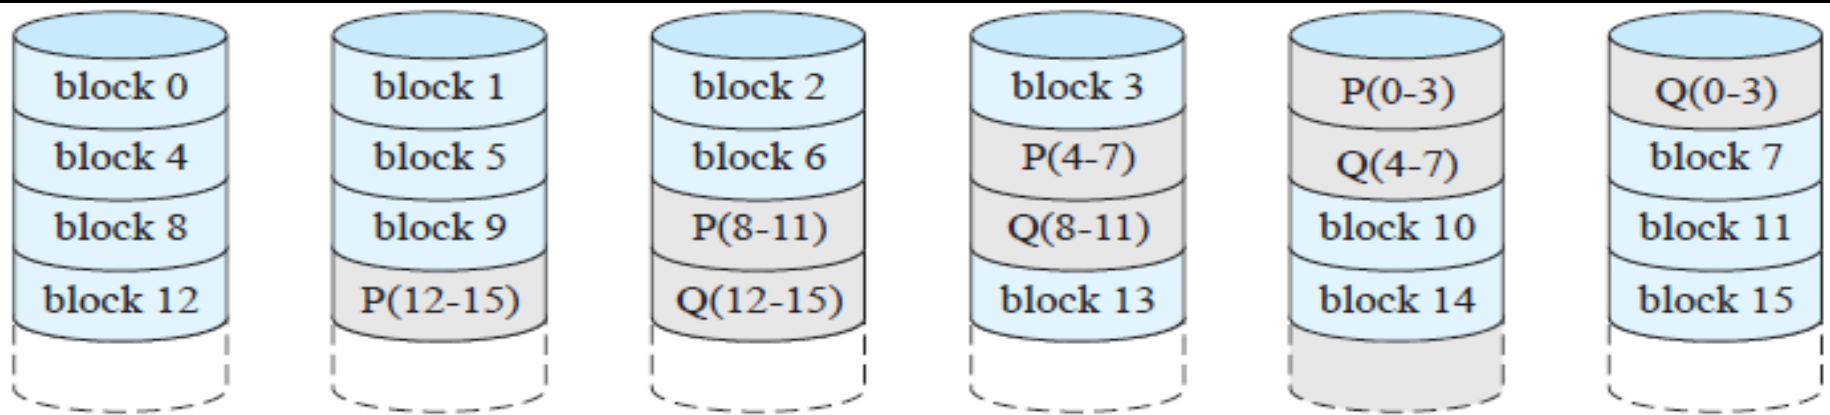 block 0 block 1 block 2 block 3 P(0-3) Q(0-3)
block 4 block 5 block 6 P(4-7) Q(4-7) block 7
block 8 block 9 P(8-11) Q(8-11) block 10 block 11
block 12 P(12-15) Q(12-15) block 13 block 14 block 15